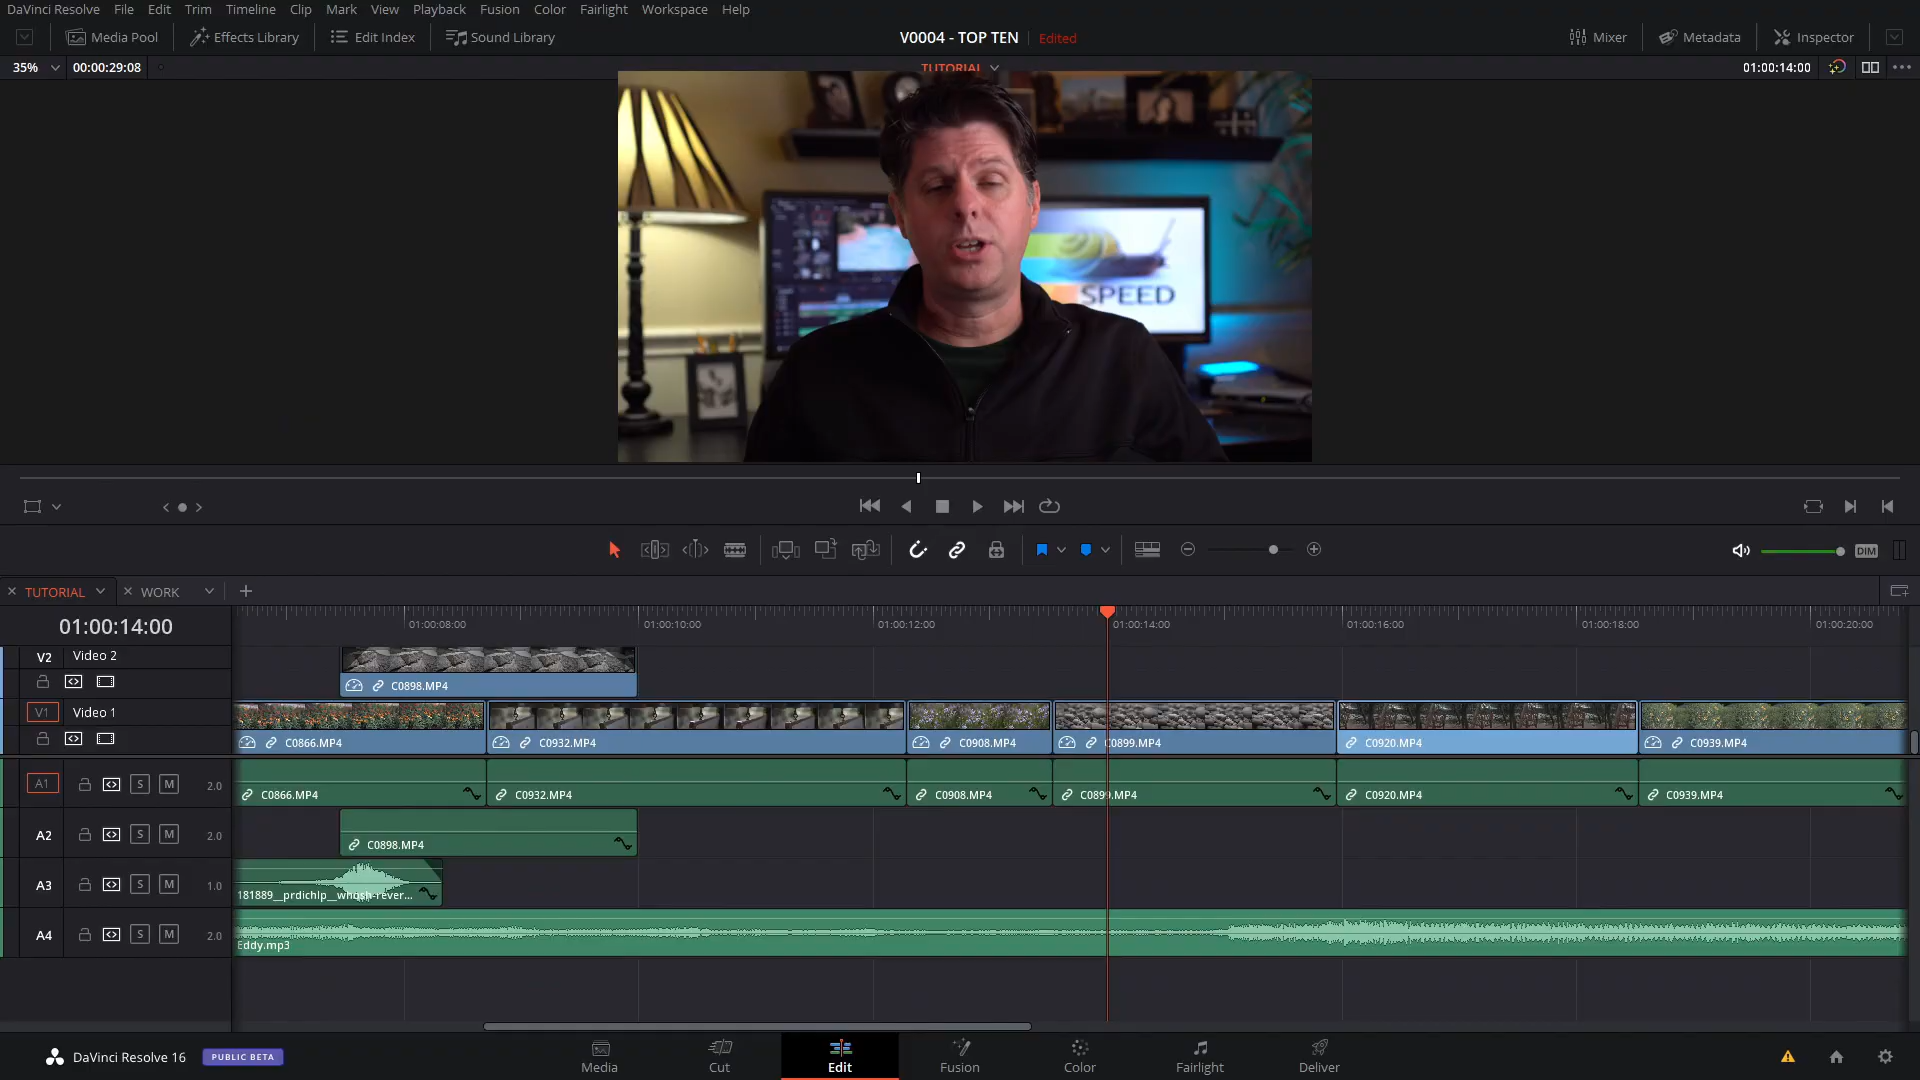 DaVinci Resolve File Edit Trim Timeline Clip Mark View Playback Fusion Color Fairlight Workspace Help
Media Pool Effects Library Edit Index Sound Library V0004 - TOP TEN Edited Mixer Metadata Inspector
35% 00:00:29:08 TUTORIAL 01:00:14:00
SPEED
DIM
TUTORIAL WORK
01:00:14:00 01:00:08:00 01:00:10:00 01:00:12:00 01:00:14:00 01:00:16:00 01:00:18:00 01:00:20:00
V2 Video 2
C0898.MP4
V1 Video 1
C0866.MP4 C0932.MP4 C0908.MP4 C0899.MP4 C0920.MP4 C0939.MP4
A1 S M 2.0
C0866.MP4 C0932.MP4 C0908.MP4 C0899.MP4 C0920.MP4 C0939.MP4
A2 S M 2.0
C0898.MP4
A3 S M 1.0
181889__prdichlp__whosh-rever...
A4 S M 2.0
Eddy.mp3
DaVinci Resolve 16 PUBLIC BETA Media Cut Edit Fusion Color Fairlight Deliver